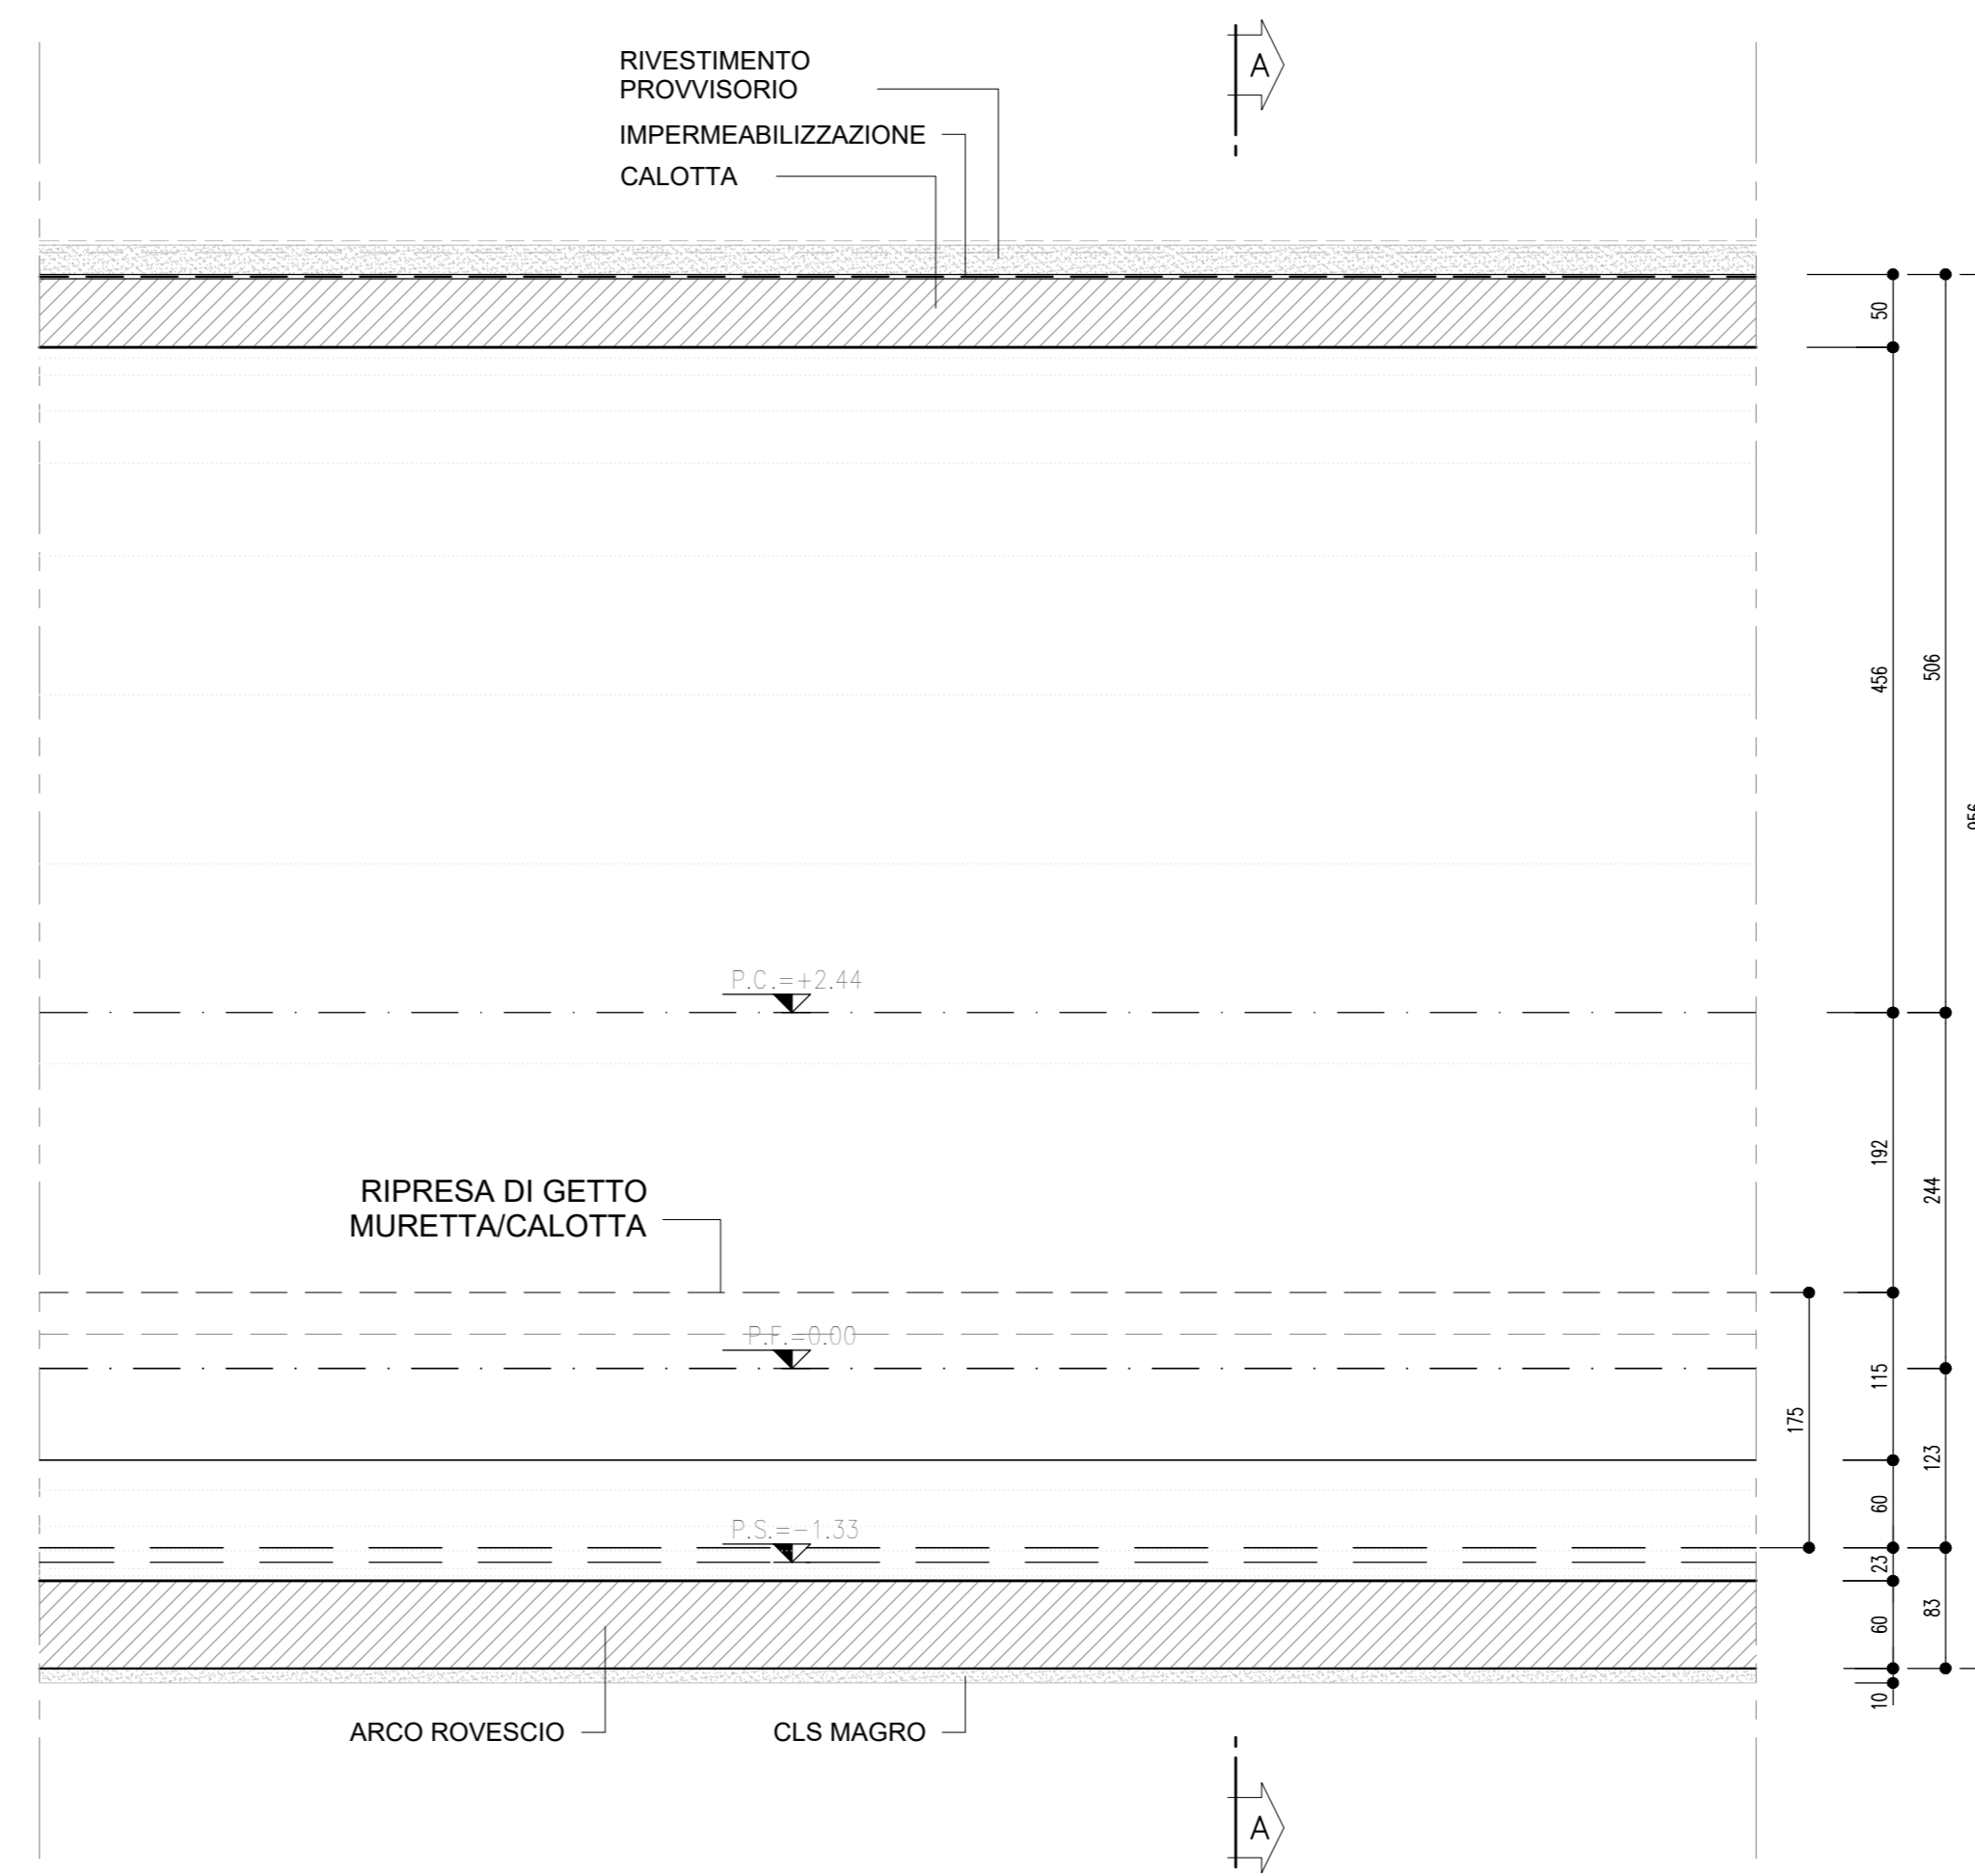 A
RIVESTIMENTO
PROVVISORIO
IMPERMEABILIZZAZIONE
CALOTTA
50
456
506
956
P.C.=+2.44
192
244
RIPRESA DI GETTO
MURETTA/CALOTTA
P.F.=0.00
115
175
123
60
P.S.=-1.33
23
60
83
10
ARCO ROVESCIO
CLS MAGRO
A